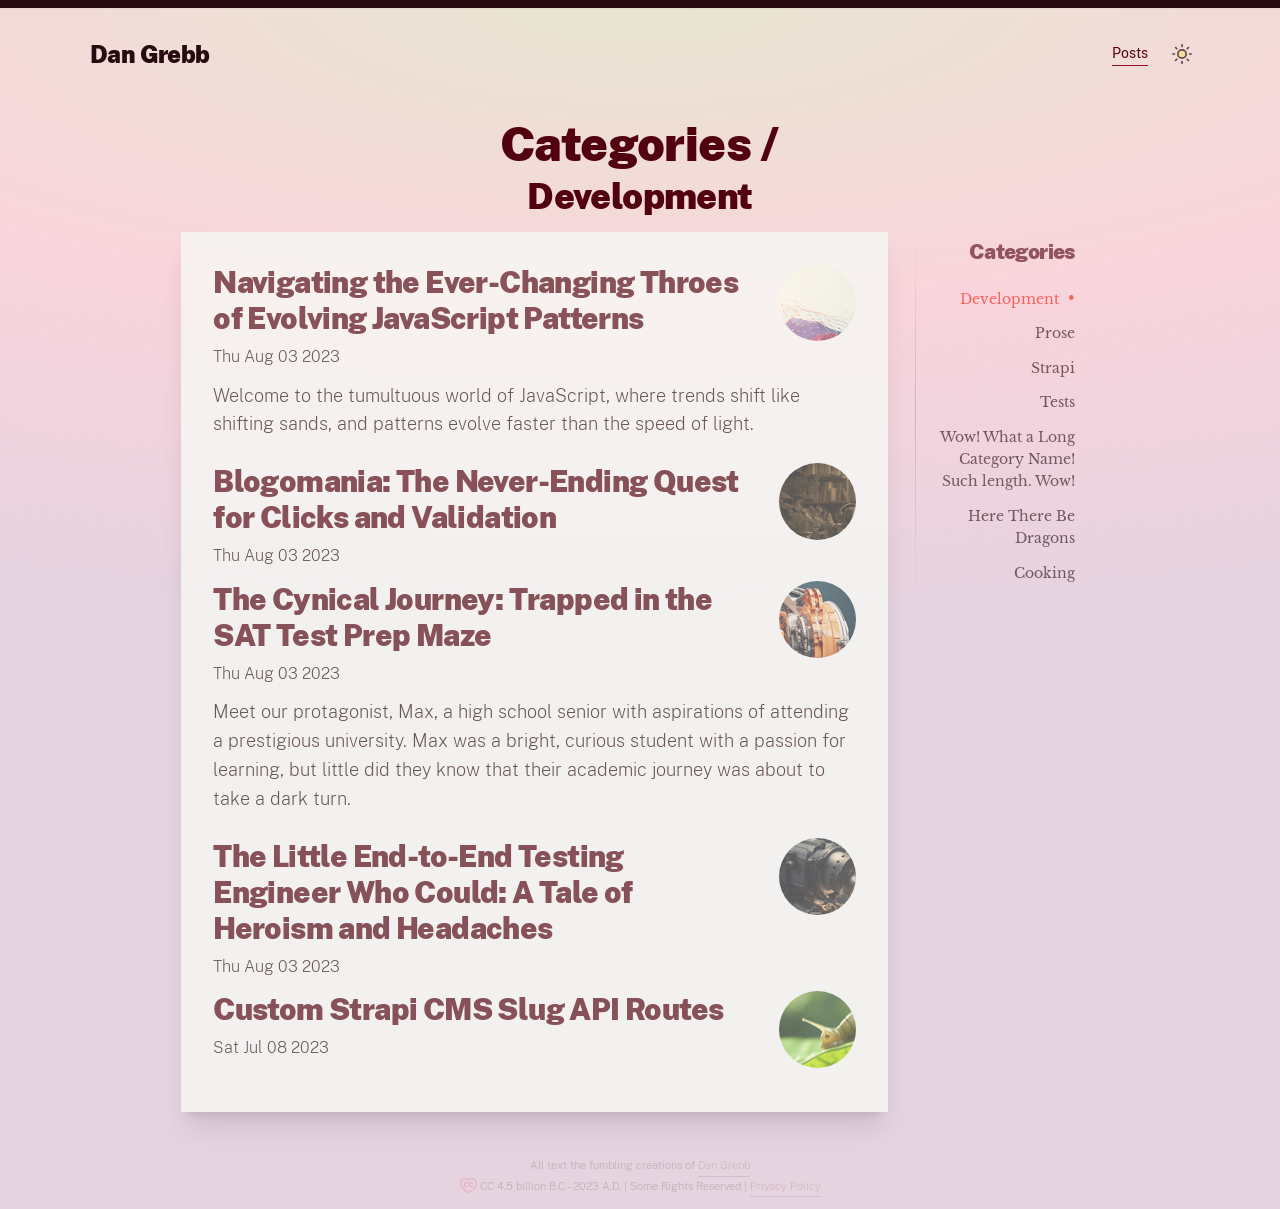 Dan Grebb
Posts
Categories /
Development
Navigating the Ever-Changing Throes
of Evolving JavaScript Patterns
Thu Aug 03 2023
Welcome to the tumultuous world of JavaScript, where trends shift like
shifting sands, and patterns evolve faster than the speed of light.
Blogomania: The Never-Ending Quest
for Clicks and Validation
Thu Aug 03 2023
The Cynical Journey: Trapped in the
SAT Test Prep Maze
Thu Aug 03 2023
Meet our protagonist, Max, a high school senior with aspirations of attending
a prestigious university. Max was a bright, curious student with a passion for
learning, but little did they know that their academic journey was about to
take a dark turn.
The Little End-to-End Testing
Engineer Who Could: A Tale of
Heroism and Headaches
Thu Aug 03 2023
Custom Strapi CMS Slug API Routes
Sat Jul 08 2023
Categories
Development •
Prose
Strapi
Tests
Wow! What a Long
Category Name!
Such length. Wow!
Here There Be
Dragons
Cooking
All text the fumbling creations of Dan Grebb
CC 4.5 billion B.C.–2023 A.D. | Some Rights Reserved | Privacy Policy